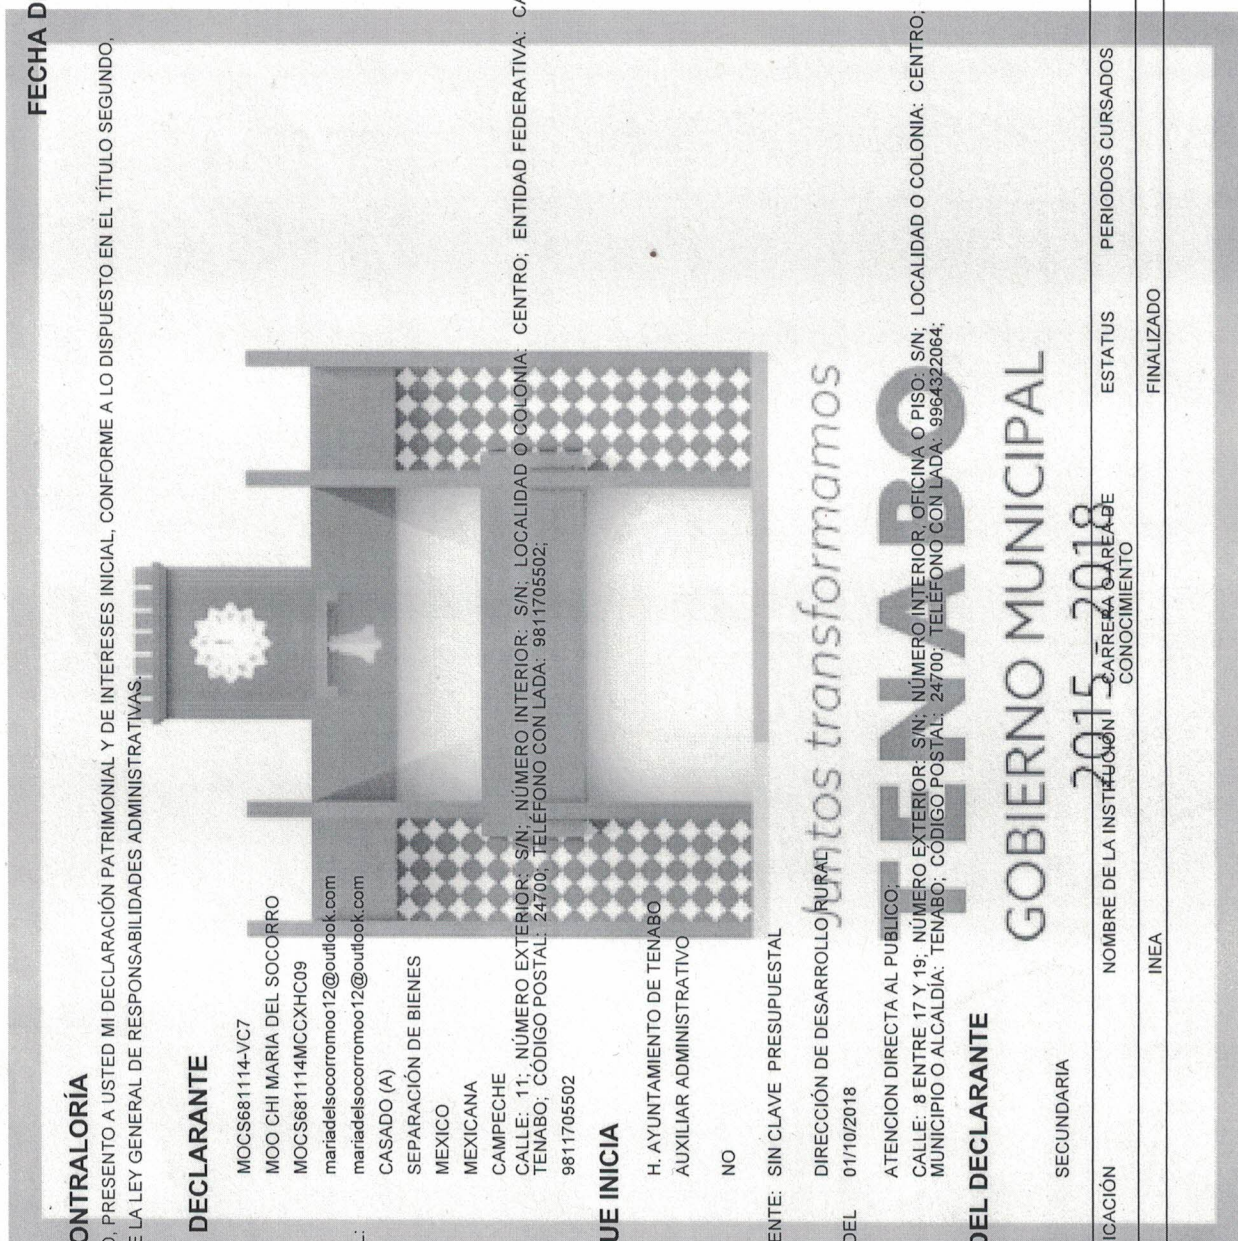 FECHA D
ONTRALORÍA
O, PRESENTO A USTED MI DECLARACIÓN PATRIMONIAL Y DE INTERESES INICIAL, CONFORME A LO DISPUESTO EN EL TÍTULO SEGUNDO,
E LA LEY GENERAL DE RESPONSABILIDADES ADMINISTRATIVAS.
DECLARANTE
MOCS681114-VC7
MOO CHI MARIA DEL SOCORRO
MOCS681114MCCXHC09
mariadelsocorromoo12@outlook.com
L: mariadelsocorromoo12@outlook.com
CASADO (A)
SEPARACIÓN DE BIENES
MEXICO
MEXICANA
CAMPECHE
CALLE: 11; NÚMERO EXTERIOR: S/N; NÚMERO INTERIOR: S/N; LOCALIDAD O COLONIA: CENTRO; ENTIDAD FEDERATIVA: CA
TENABO; CÓDIGO POSTAL: 24700; TELÉFONO CON LADA: 9811705502;
9811705502
UE INICIA
H. AYUNTAMIENTO DE TENABO
AUXILIAR ADMINISTRATIVO
NO
ENTE: SIN CLAVE PRESUPUESTAL
DIRECCIÓN DE DESARROLLO RURAL
Juntos transformamos
DEL 01/10/2018
ATENCION DIRECTA AL PUBLICO;
CALLE: 8 ENTRE 17 Y 19; NÚMERO EXTERIOR: S/N; NÚMERO INTERIOR, OFICINA O PISO: S/N; LOCALIDAD O COLONIA: CENTRO;
MUNICIPIO O ALCALDÍA: TENABO; CÓDIGO POSTAL: 24700; TELÉFONO CON LADA: 9964322064;
TENABO
DEL DECLARANTE
GOBIERNO MUNICIPAL
2015 - 2018
SECUNDARIA
ICACIÓN NOMBRE DE LA INSTITUCIÓN CARRERA O AREA DE CONOCIMIENTO ESTATUS PERIODOS CURSADOS
INEA FINALIZADO